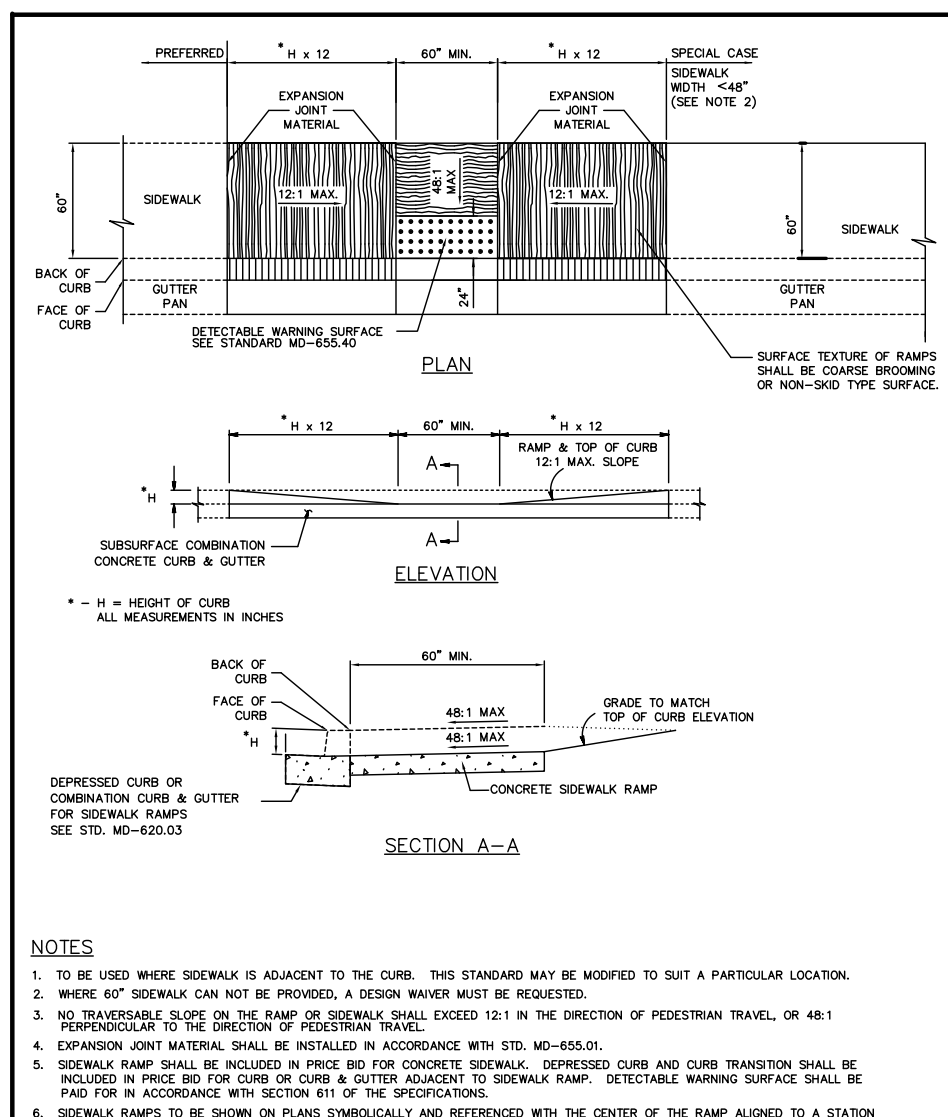 PREFERRED
* H x 12
60" MIN.
* H x 12
SPECIAL CASE
SIDEWALK
WIDTH <48"
(SEE NOTE 2)
EXPANSION
JOINT
MATERIAL
EXPANSION
JOINT
MATERIAL
60"
SIDEWALK
12:1 MAX.
48:1
MAX
12:1 MAX.
60"
SIDEWALK
BACK OF
CURB
FACE OF
CURB
GUTTER
PAN
24"
GUTTER
PAN
DETECTABLE WARNING SURFACE
SEE STANDARD MD-655.40
PLAN
SURFACE TEXTURE OF RAMPS
SHALL BE COARSE BROOMING
OR NON-SKID TYPE SURFACE.
* H x 12
60" MIN.
* H x 12
RAMP & TOP OF CURB
12:1 MAX. SLOPE
A
*H
A
SUBSURFACE COMBINATION
CONCRETE CURB & GUTTER
ELEVATION
* - H = HEIGHT OF CURB
ALL MEASUREMENTS IN INCHES
BACK OF
CURB
60" MIN.
FACE OF
CURB
48:1 MAX
GRADE TO MATCH
TOP OF CURB ELEVATION
*H
48:1 MAX
CONCRETE SIDEWALK RAMP
DEPRESSED CURB OR
COMBINATION CURB & GUTTER
FOR SIDEWALK RAMPS
SEE STD. MD-620.03
SECTION A-A
NOTES
1. TO BE USED WHERE SIDEWALK IS ADJACENT TO THE CURB. THIS STANDARD MAY BE MODIFIED TO SUIT A PARTICULAR LOCATION.
2. WHERE 60" SIDEWALK CAN NOT BE PROVIDED, A DESIGN WAIVER MUST BE REQUESTED.
3. NO TRAVERSABLE SLOPE ON THE RAMP OR SIDEWALK SHALL EXCEED 12:1 IN THE DIRECTION OF PEDESTRIAN TRAVEL, OR 48:1
PERPENDICULAR TO THE DIRECTION OF PEDESTRIAN TRAVEL.
4. EXPANSION JOINT MATERIAL SHALL BE INSTALLED IN ACCORDANCE WITH STD. MD-655.01.
5. SIDEWALK RAMP SHALL BE INCLUDED IN PRICE BID FOR CONCRETE SIDEWALK. DEPRESSED CURB AND CURB TRANSITION SHALL BE
INCLUDED IN PRICE BID FOR CURB OR CURB & GUTTER ADJACENT TO SIDEWALK RAMP. DETECTABLE WARNING SURFACE SHALL BE
PAID FOR IN ACCORDANCE WITH SECTION 611 OF THE SPECIFICATIONS.
6. SIDEWALK RAMPS TO BE SHOWN ON PLANS SYMBOLICALLY AND REFERENCED WITH THE CENTER OF THE RAMP ALIGNED TO A STATION